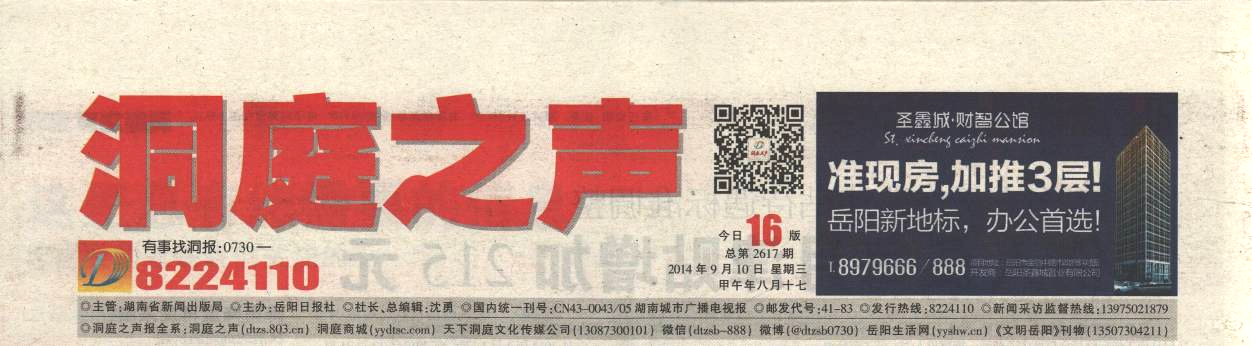 洞庭之声
有事找洞报:0730—
8224110
今日 16 版
总第 2617 期
2014 年 9 月 10 日 星期三
甲午年八月十七
圣鑫诚·财智公馆
St. xincheng caizhi mansion
准现房,加推3层!
岳阳新地标，办公首选!
T. 8979666 / 888
◎主管:湖南省新闻出版局 ◎主办:岳阳日报社 ◎社长、总编辑:沈勇 ◎国内统一刊号:CN43-0043/05 湖南城市广播电视报 ◎邮发代号:41-83 ◎发行热线:8224110 ◎新闻采访监督热线:13975021879
◎洞庭之声报全系:洞庭之声(dtzs.803.cn) 洞庭商城(yydtsc.com) 天下洞庭文化传媒公司(13087300101) 微信(dtzsb-888) 微博(@dtzsb0730) 岳阳生活网(yyshw.cn)《文明岳阳》刊物(13507304211)